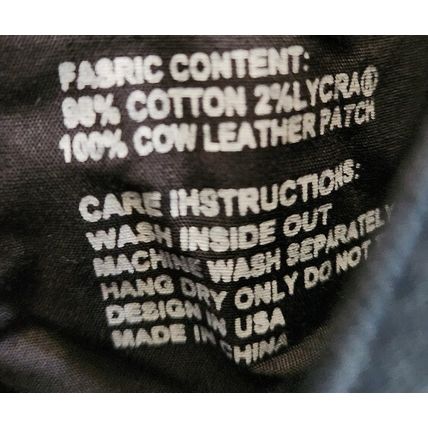 FABRIC CONTENT:
98% COTTON 2%LYCRA®
100% COW LEATHER PATCH
CARE IHSTRUCTIONS:
WASH INSIDE OUT
MACHINE WASH SEPARATELY
HANG DRY ONLY DO NOT
DESIGN IN USA
MADE IN CHINA